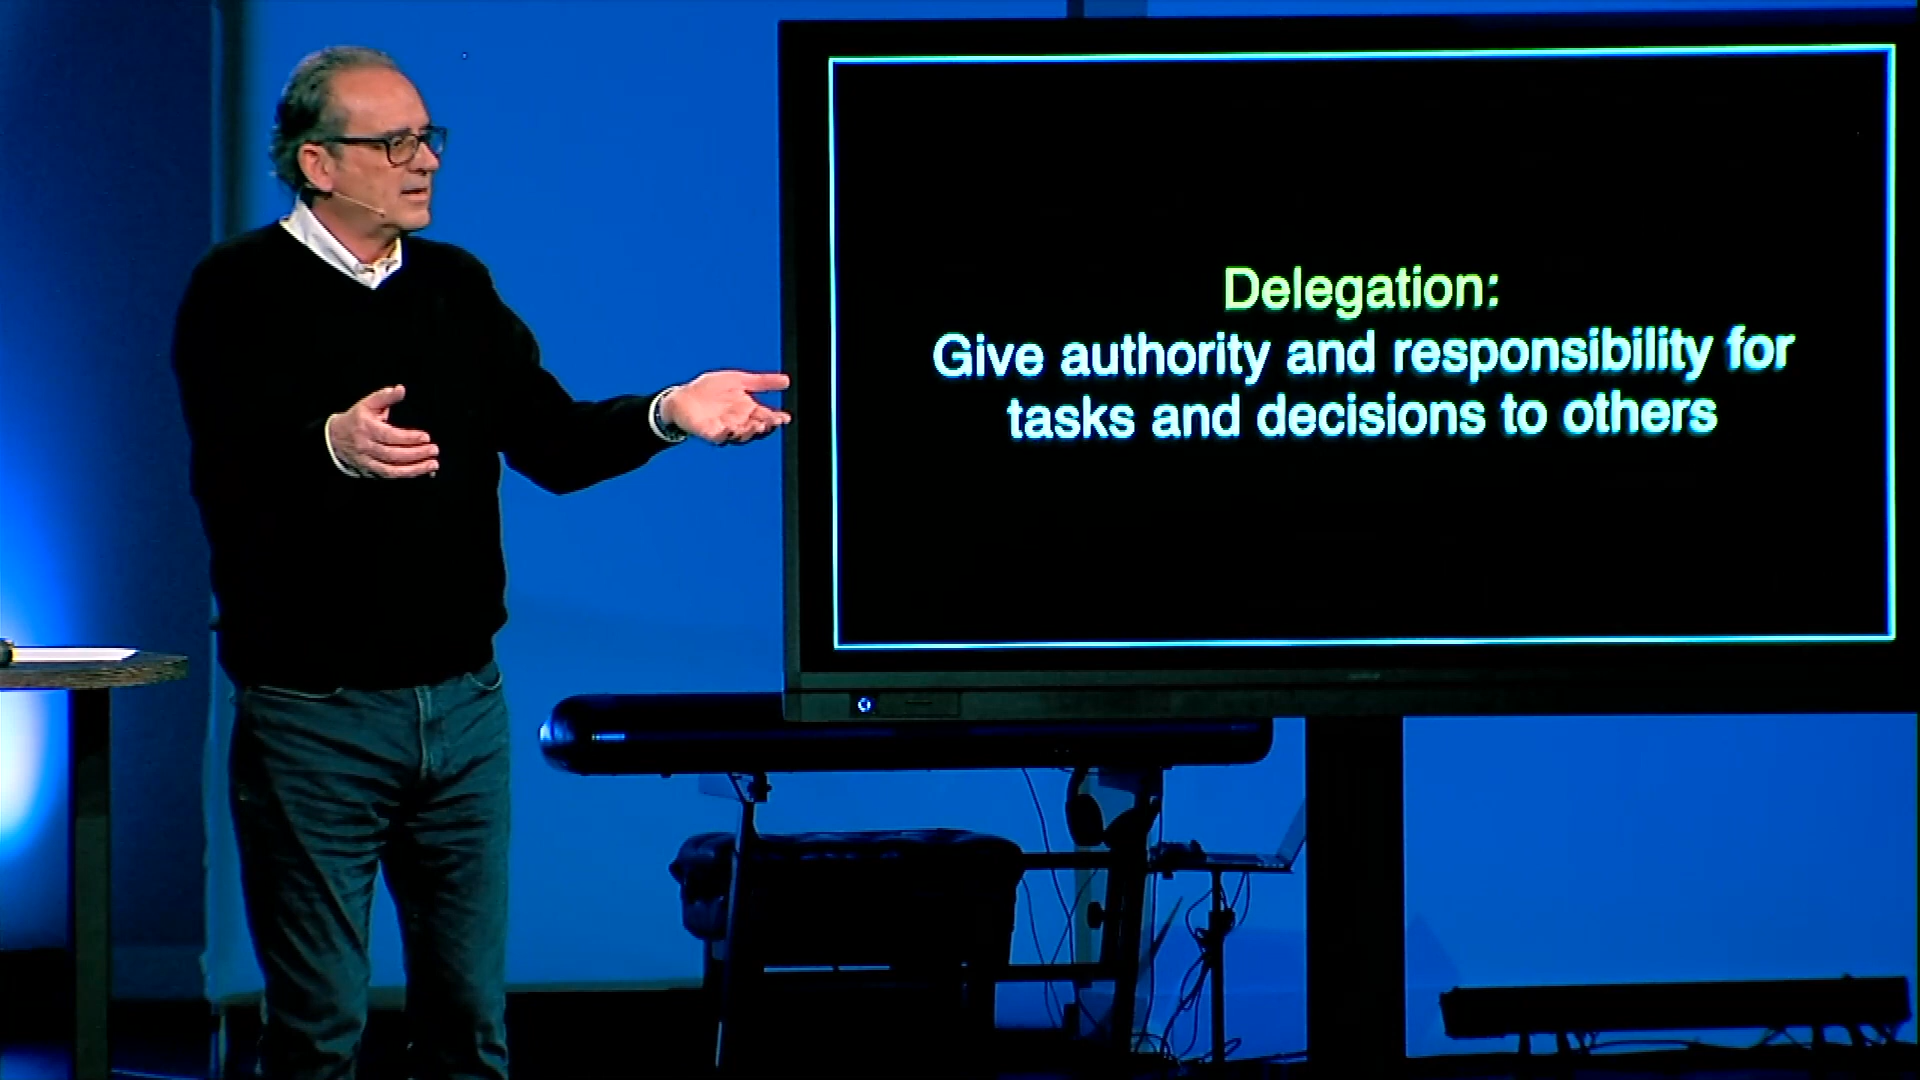 Delegation:
Give authority and responsibility for
tasks and decisions to others